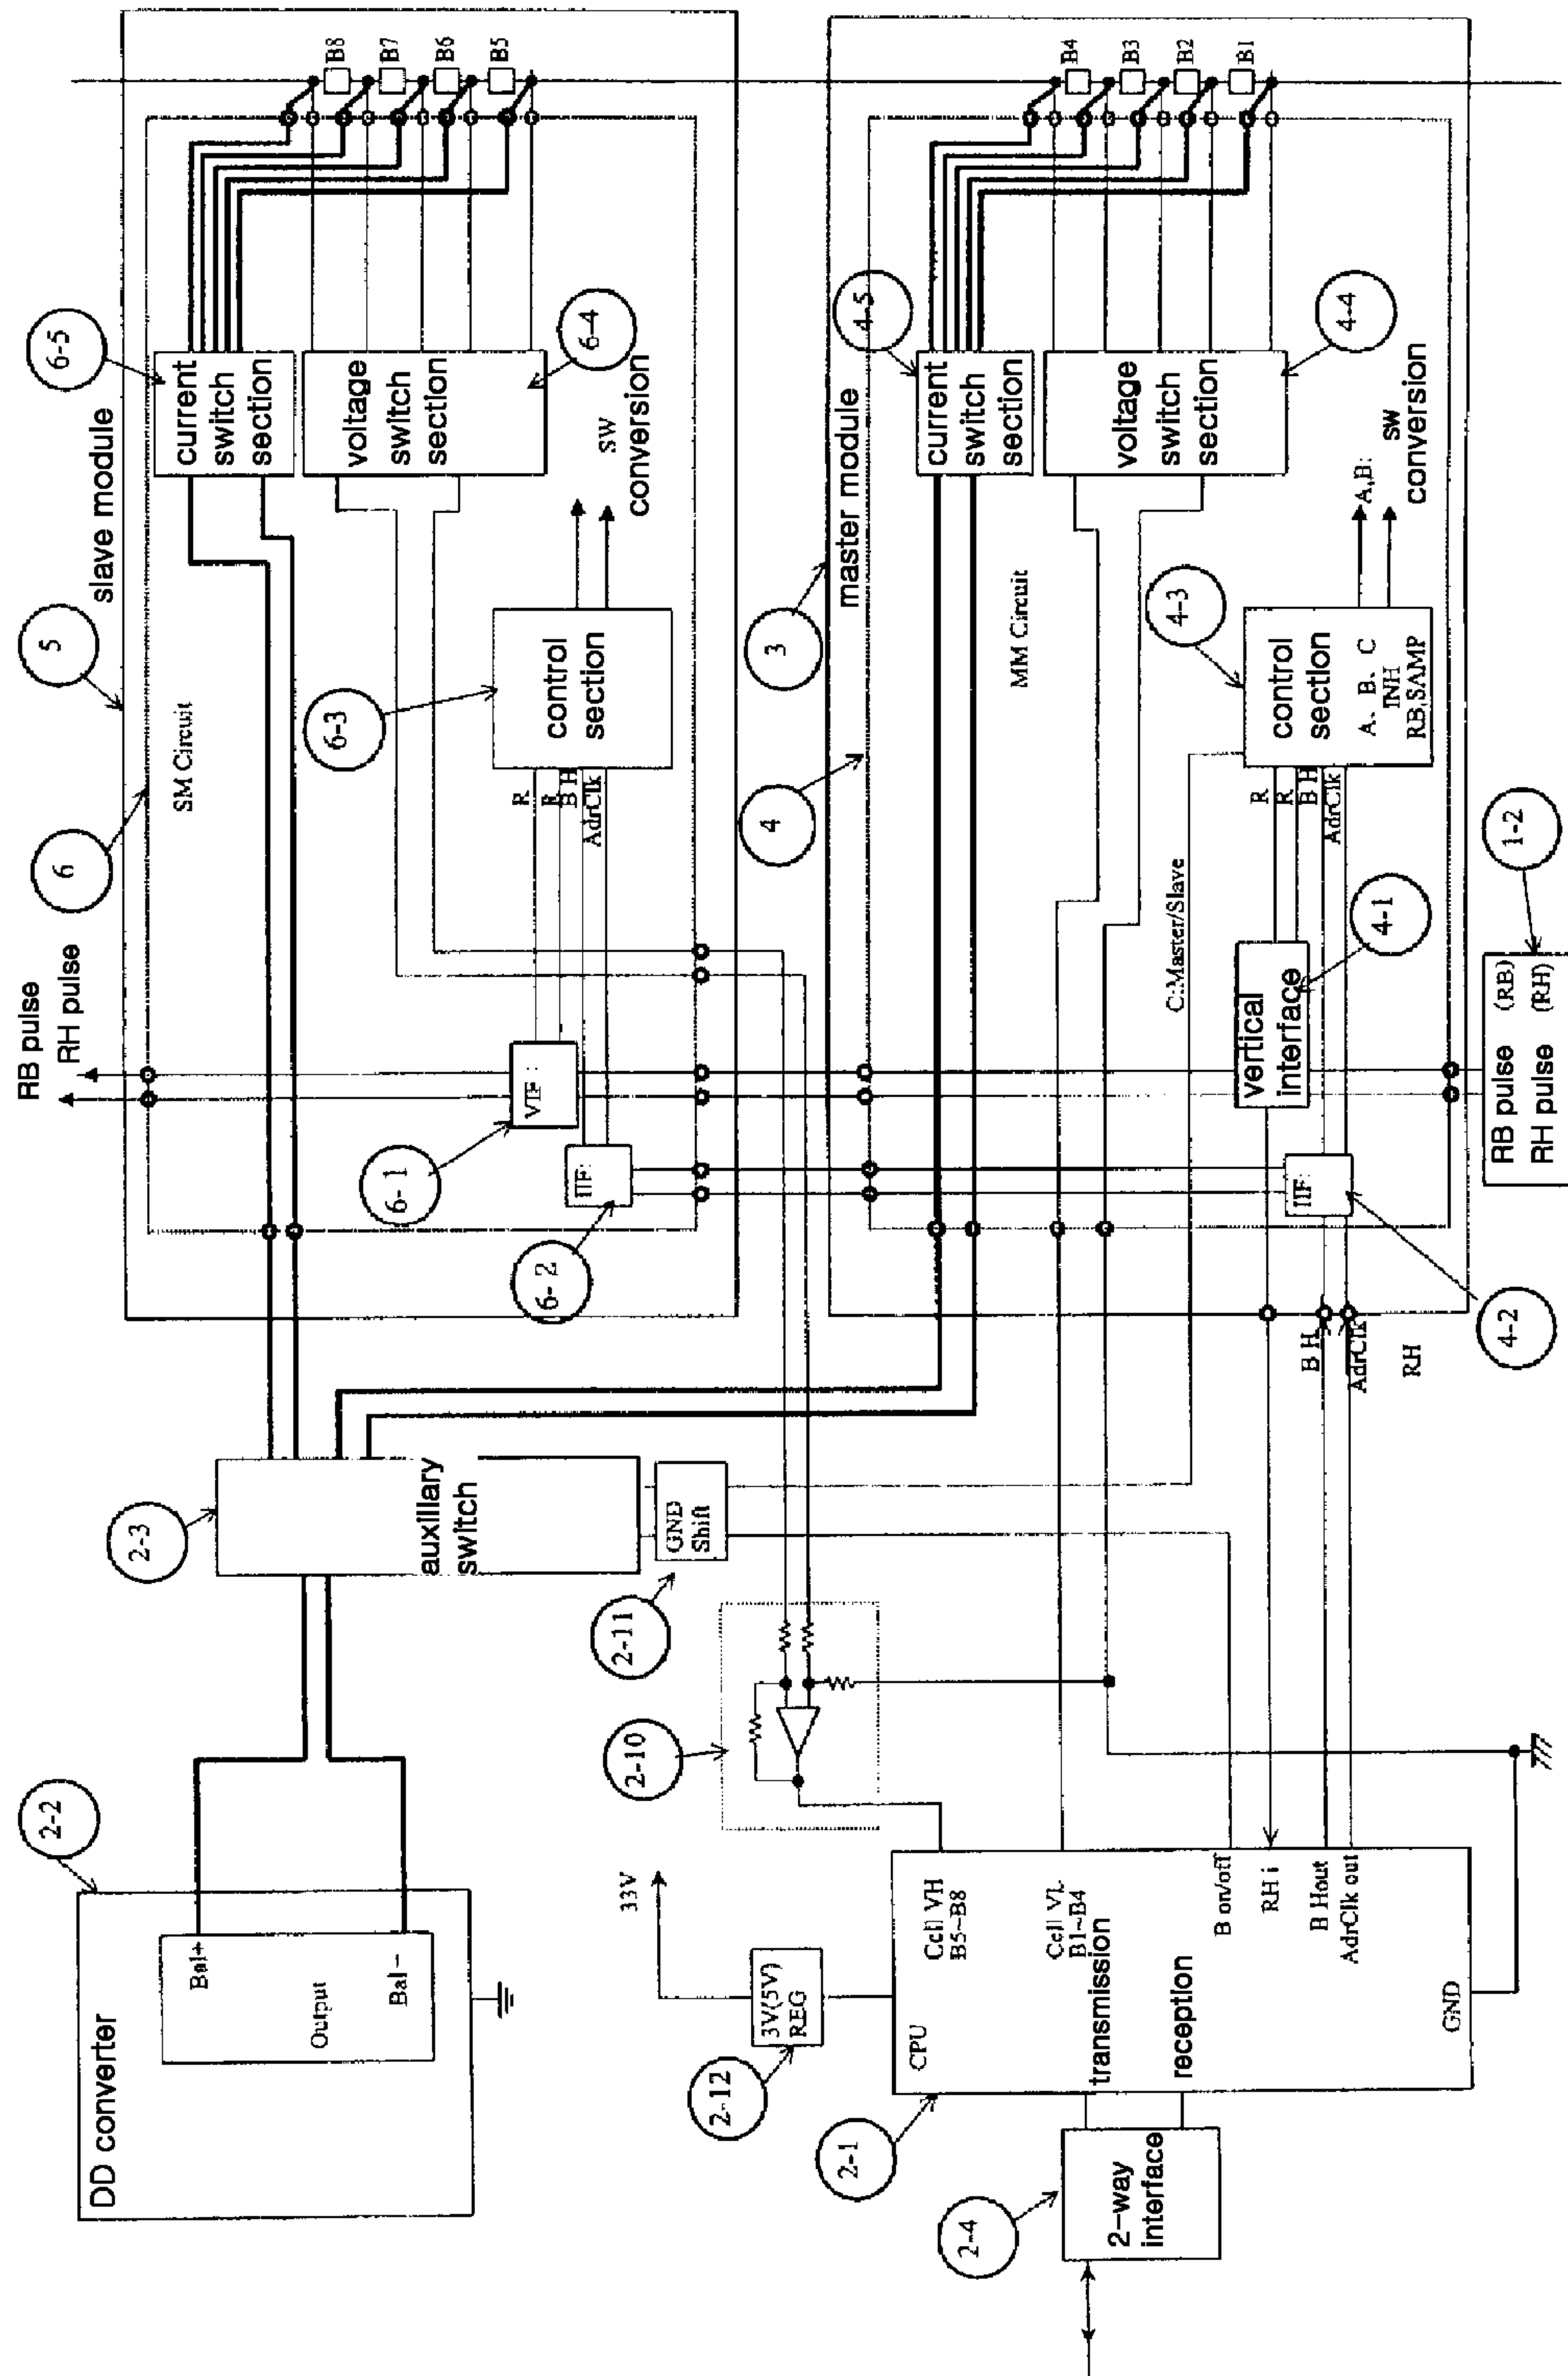 RB pulse
RH pulse
6
5
slave module
6-5
SM Circuit
current
switch
section
voltage
switch
section
6-4
B8
B7
B6
B5
6-3
control
section
R
R
B H
AdrClk
SW
conversion
6-1
6-2
4
3
master module
4-5
MM Circuit
current
switch
section
voltage
switch
section
4-4
B4
B3
B2
B1
C:Master/Slave
4-3
control
section
A. B. C
INH
RB,SAMP
A,B:
SW
conversion
R
R
B H
AdrClk
vertical
interface
4-1
4-2
1-2
RB pulse (RB)
RH pulse (RH)
B H
AdrClk
RH
2-3
auxillary
switch
GND
Shift
2-11
2-10
2-2
DD converter
Bal+
Output
Bal−
33V
3V(5V)
REG
2-12
2-1
CPU
Cell VH
B5~B8
Cell VL
B1~B4
transmission
reception
B on/off
RH i
B Hout
AdrClk out
GND
2-4
2-way
interface